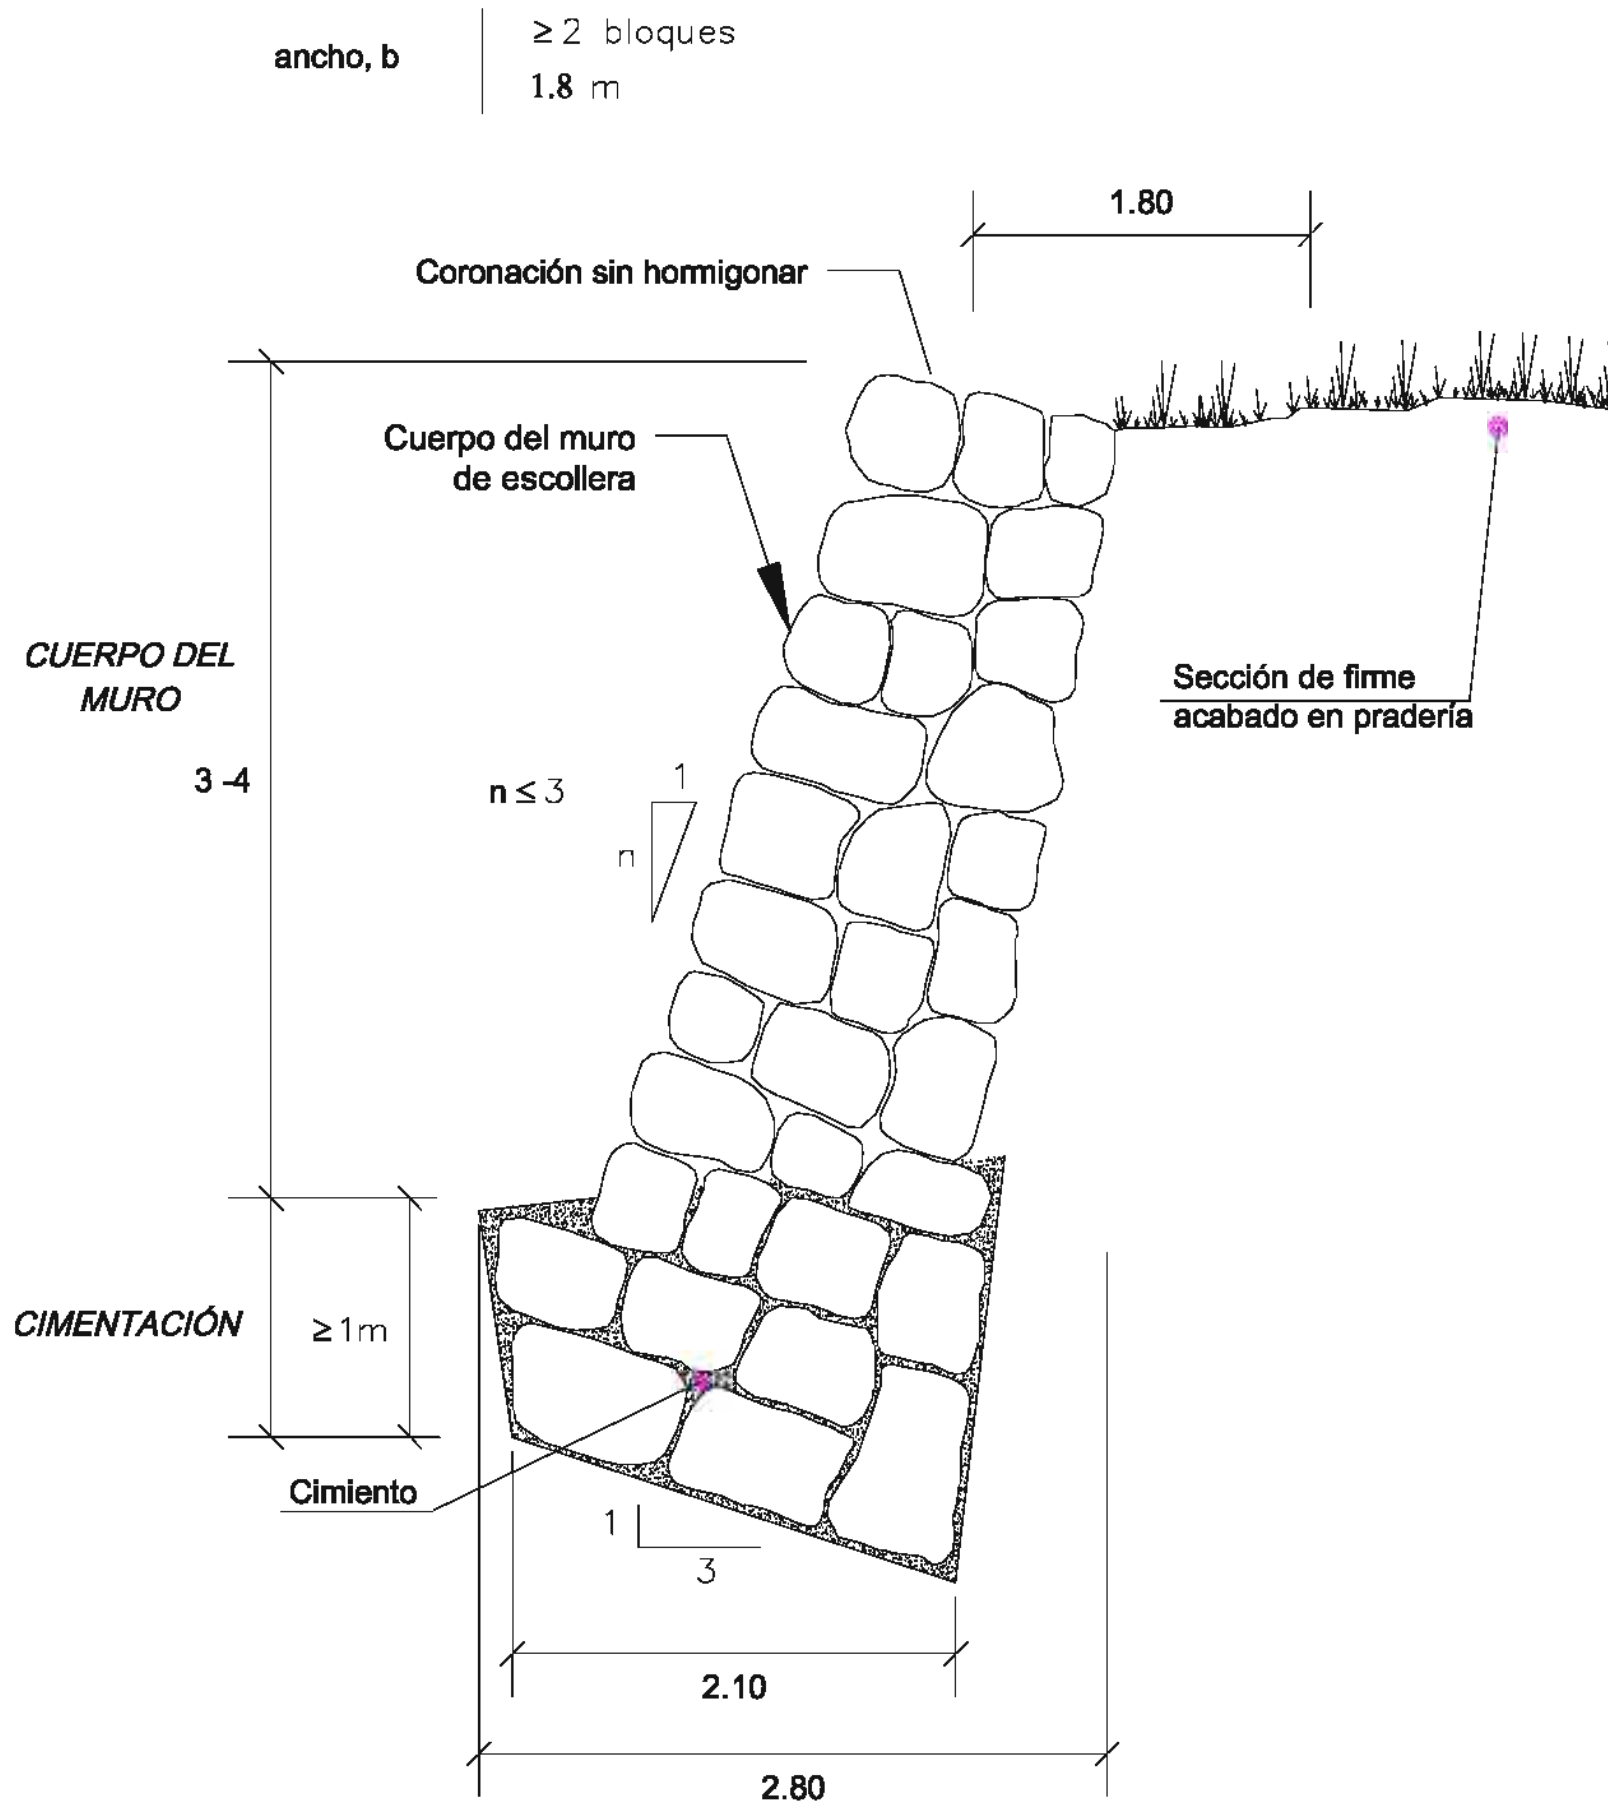 ancho, b
≥2 bloques
1.8 m
1.80
Coronación sin hormigonar
Cuerpo del muro
de escollera
CUERPO DEL
MURO
3 -4
n ≤ 3
1
n
Sección de firme
acabado en pradería
CIMENTACIÓN
≥1m
Cimiento
1
3
2.10
2.80